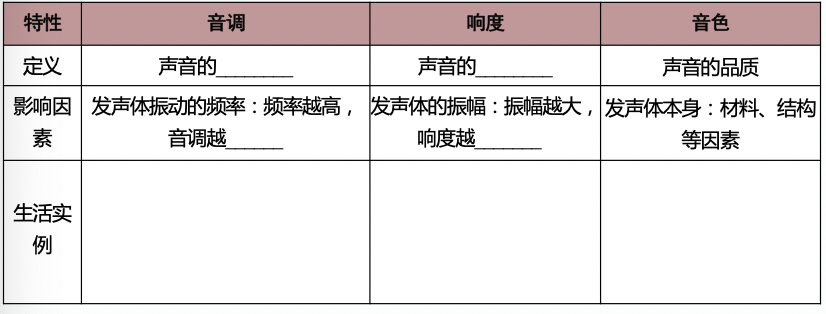 特性 音调 响度 音色
定义 声音的________ 声音的________ 声音的品质
影响因素 发声体振动的频率：频率越高，音调越______ 发声体的振幅：振幅越大，响度越_______ 发声体本身：材料、结构等因素
生活实例